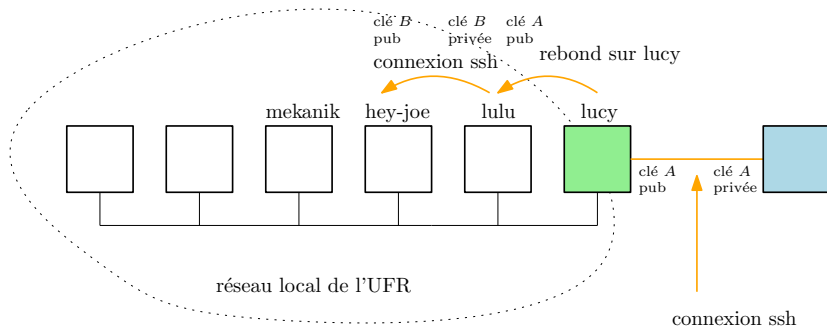 clé B
pub
clé B
privée
clé A
pub
connexion ssh
rebond sur lucy
mekanik
hey-joe
lulu
lucy
clé A
pub
clé A
privée
réseau local de l'UFR
connexion ssh